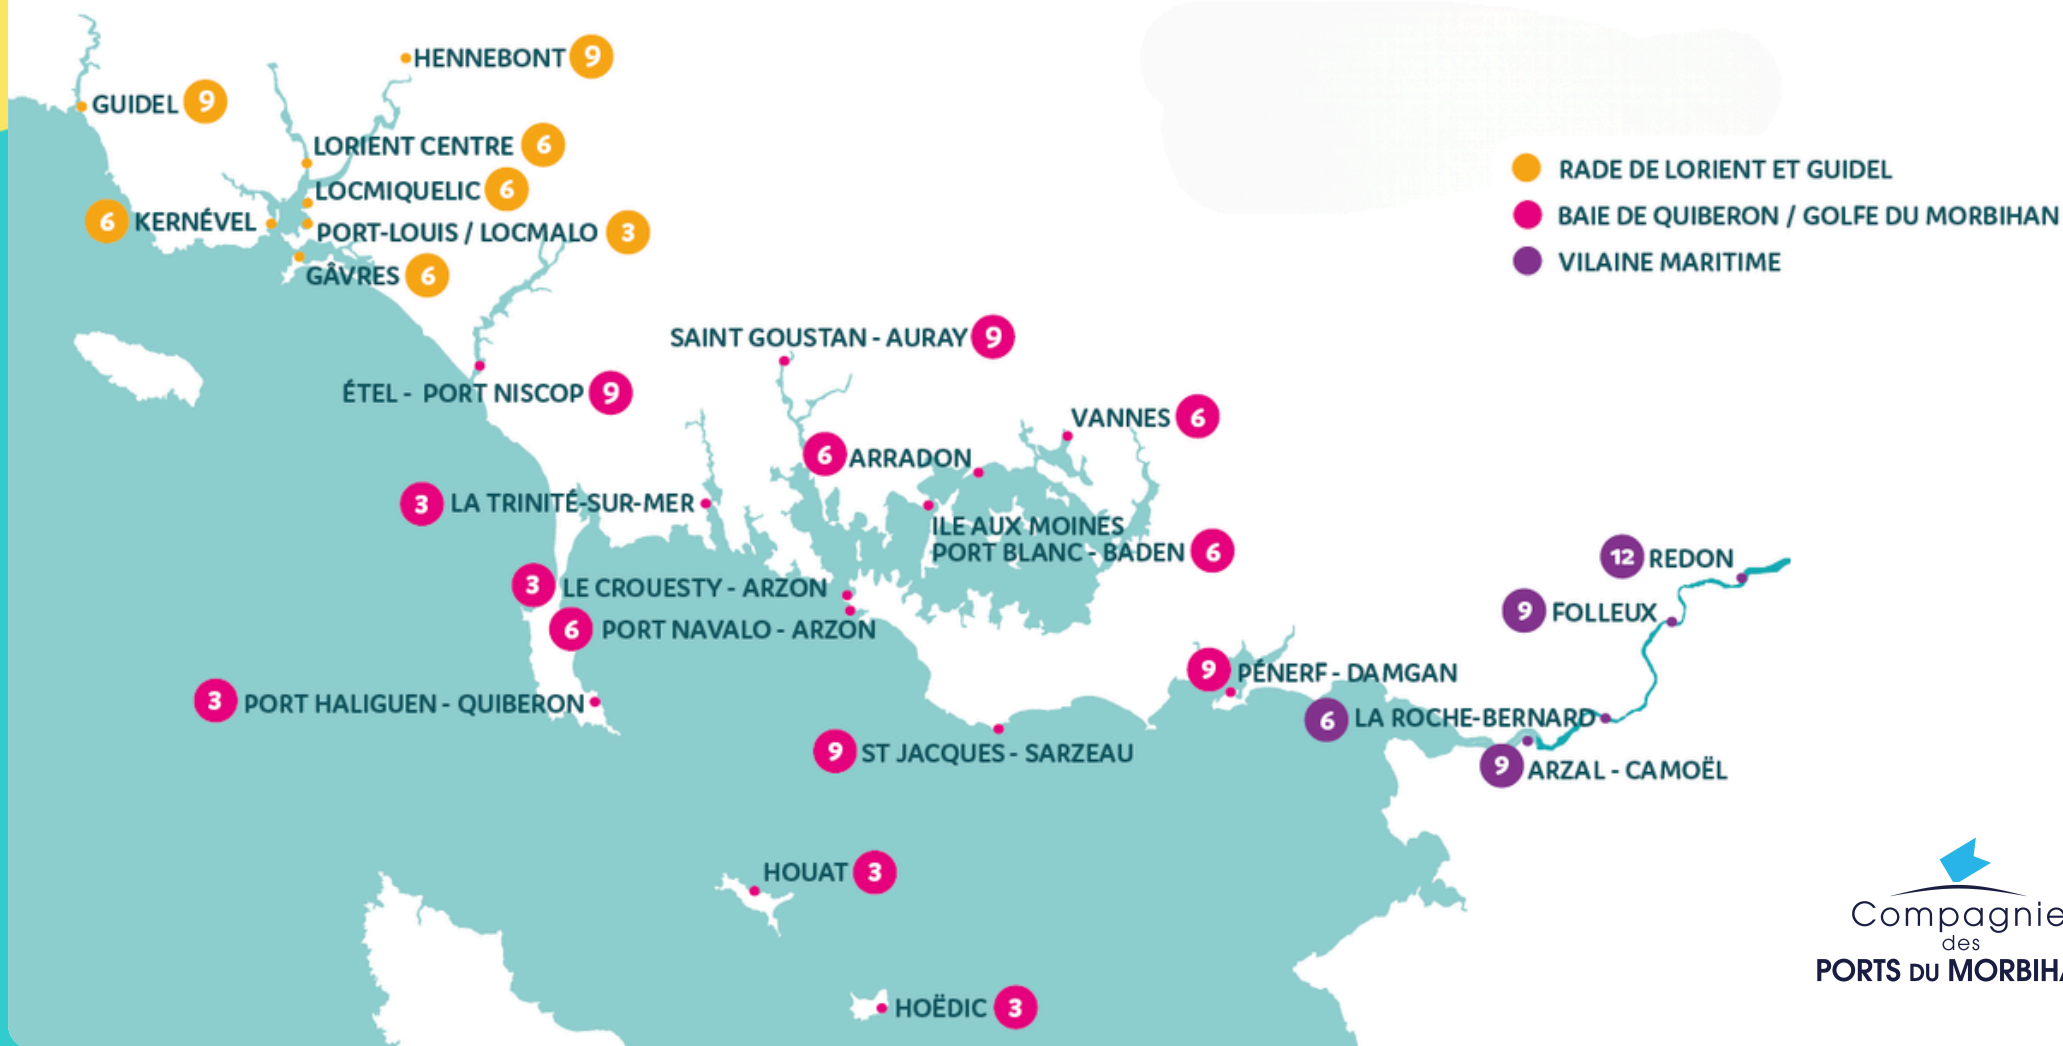 HENNEBONT 9
GUIDEL 9
LORIENT CENTRE 6
LOCMIQUELIC 6
6 KERNÉVEL
PORT-LOUIS / LOCMALO 3
GÂVRES 6
RADE DE LORIENT ET GUIDEL
BAIE DE QUIBERON / GOLFE DU MORBIHAN
VILAINE MARITIME
SAINT GOUSTAN - AURAY 9
ÉTEL - PORT NISCOP 9
VANNES 6
6 ARRADON
3 LA TRINITÉ-SUR-MER
ILE AUX MOINES
PORT BLANC - BADEN 6
12 REDON
3 LE CROUESTY - ARZON
9 FOLLEUX
6 PORT NAVALO - ARZON
9 PÉNERF - DAMGAN
3 PORT HALIGUEN - QUIBERON
6 LA ROCHE-BERNARD
9 ST JACQUES - SARZEAU
9 ARZAL - CAMOËL
HOUAT 3
HOËDIC 3
Compagnie
des
PORTS DU MORBIHA